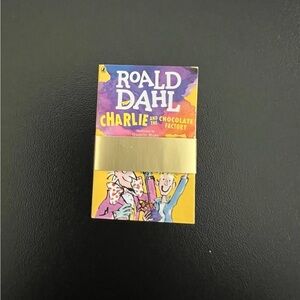 ROALD
DAHL
CHARLIE AND THE CHOCOLATE
FACTORY